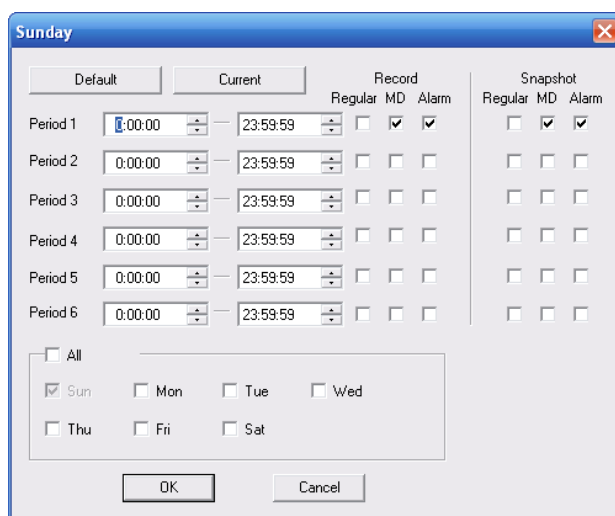 Sunday
Default Current Record Snapshot
Regular MD Alarm Regular MD Alarm
Period 1 0:00:00 — 23:59:59
Period 2 0:00:00 — 23:59:59
Period 3 0:00:00 — 23:59:59
Period 4 0:00:00 — 23:59:59
Period 5 0:00:00 — 23:59:59
Period 6 0:00:00 — 23:59:59
All
Sun Mon Tue Wed
Thu Fri Sat
OK Cancel